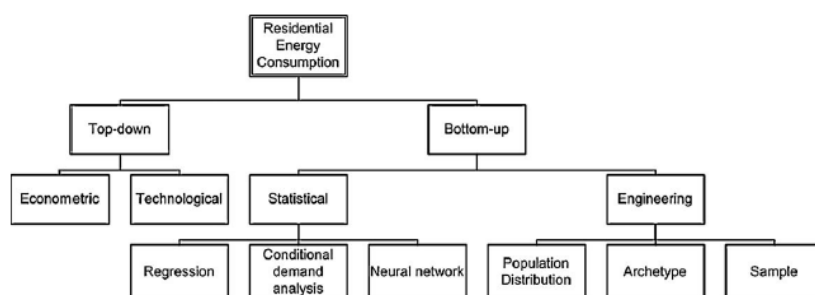 Residential
Energy
Consumption
Top-down
Bottom-up
Econometric
Technological
Statistical
Engineering
Regression
Conditional
demand
analysis
Neural network
Population
Distribution
Archetype
Sample